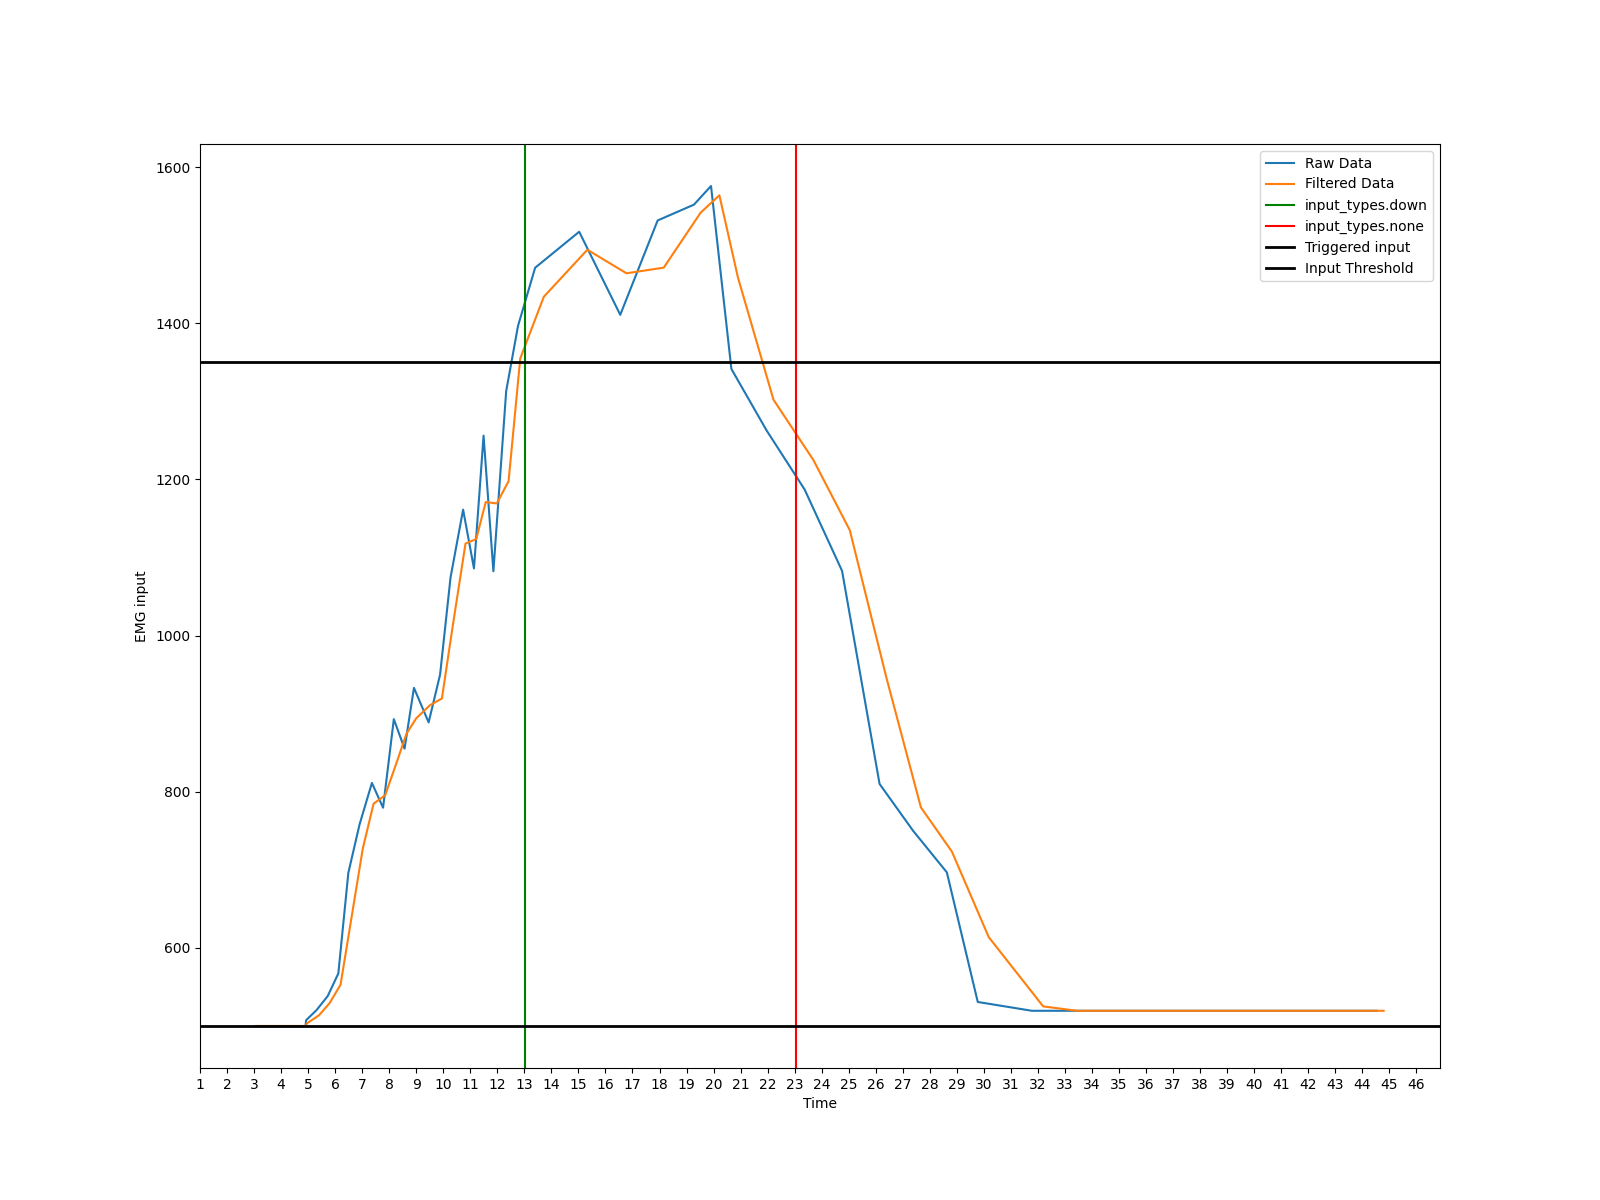 1600
1400
1200
1000
800
600
EMG input
Raw Data
Filtered Data
input_types.down
input_types.none
Triggered input
Input Threshold
1 2 3 4 5 6 7 8 9 10 11 12 13 14 15 16 17 18 19 20 21 22 23 24 25 26 27 28 29 30 31 32 33 34 35 36 37 38 39 40 41 42 43 44 45 46
Time